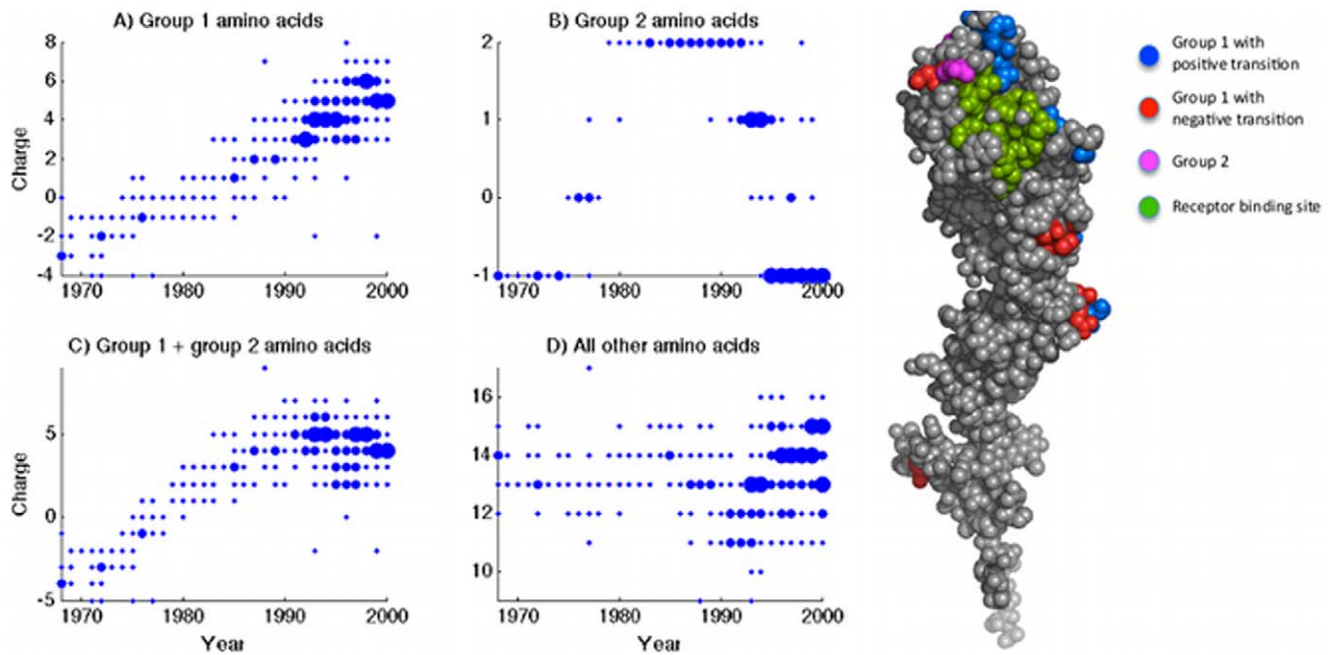 A) Group 1 amino acids
Charge
8
6
4
2
0
-2
-4
1970 1980 1990 2000
B) Group 2 amino acids
2
1
0
-1
1970 1980 1990 2000
C) Group 1 + group 2 amino acids
Charge
5
0
-5
1970 1980 1990 2000
Year
D) All other amino acids
16
14
12
10
1970 1980 1990 2000
Year
Group 1 with
positive transition
Group 1 with
negative transition
Group 2
Receptor binding site